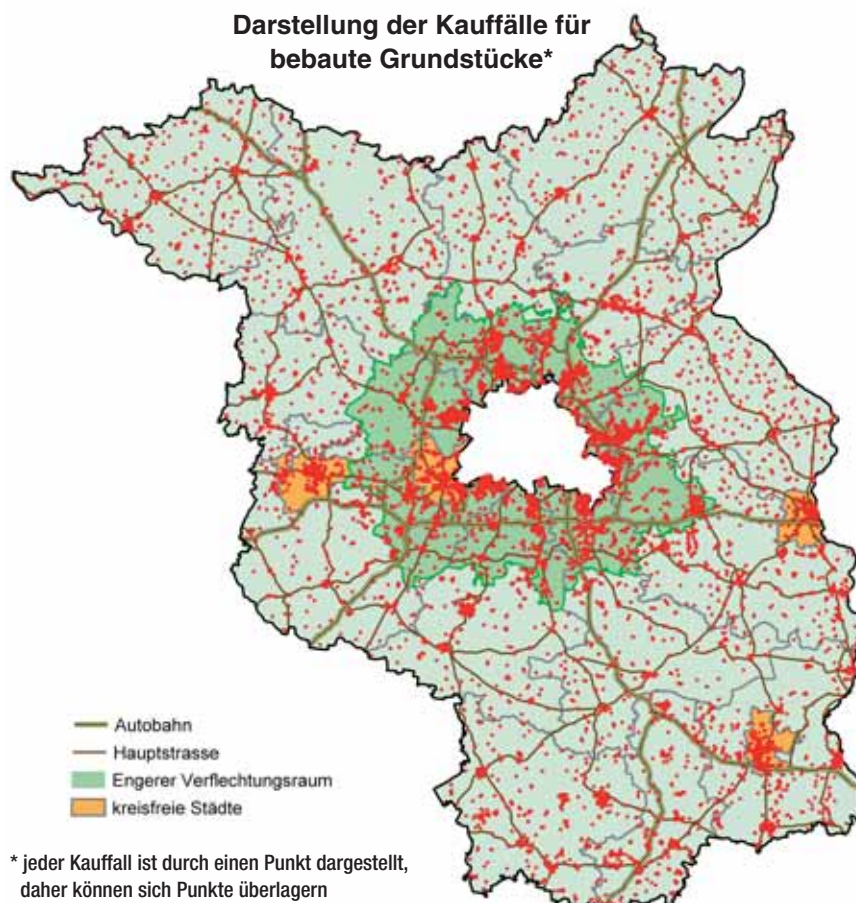 Darstellung der Kauffälle für
bebaute Grundstücke*
Autobahn
Hauptstrasse
Engerer Verflechtungsraum
kreisfreie Städte
* jeder Kauffall ist durch einen Punkt dargestellt,
daher können sich Punkte überlagern